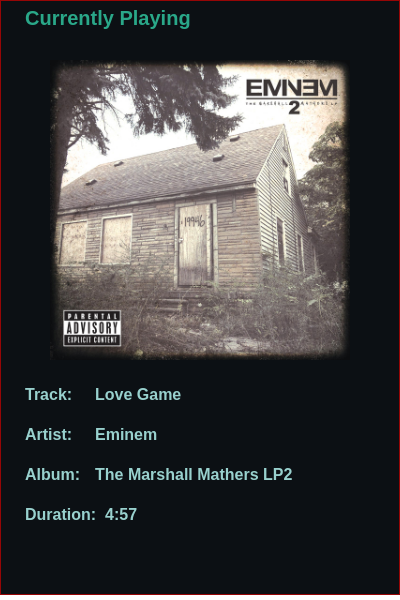 Currently Playing
EMINEM
THE MARSHALL MATHERS LP
2
19946
PARENTAL
ADVISORY
EXPLICIT CONTENT
Track: Love Game
Artist: Eminem
Album: The Marshall Mathers LP2
Duration: 4:57